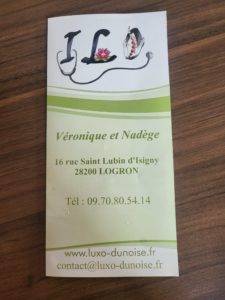 ILO
Véronique et Nadège
16 rue Saint Lubin d'Isigny
28200 LOGRON
Tél : 09.70.80.54.14
www.luxo-dunoise.fr
contact@luxo-dunoise.fr